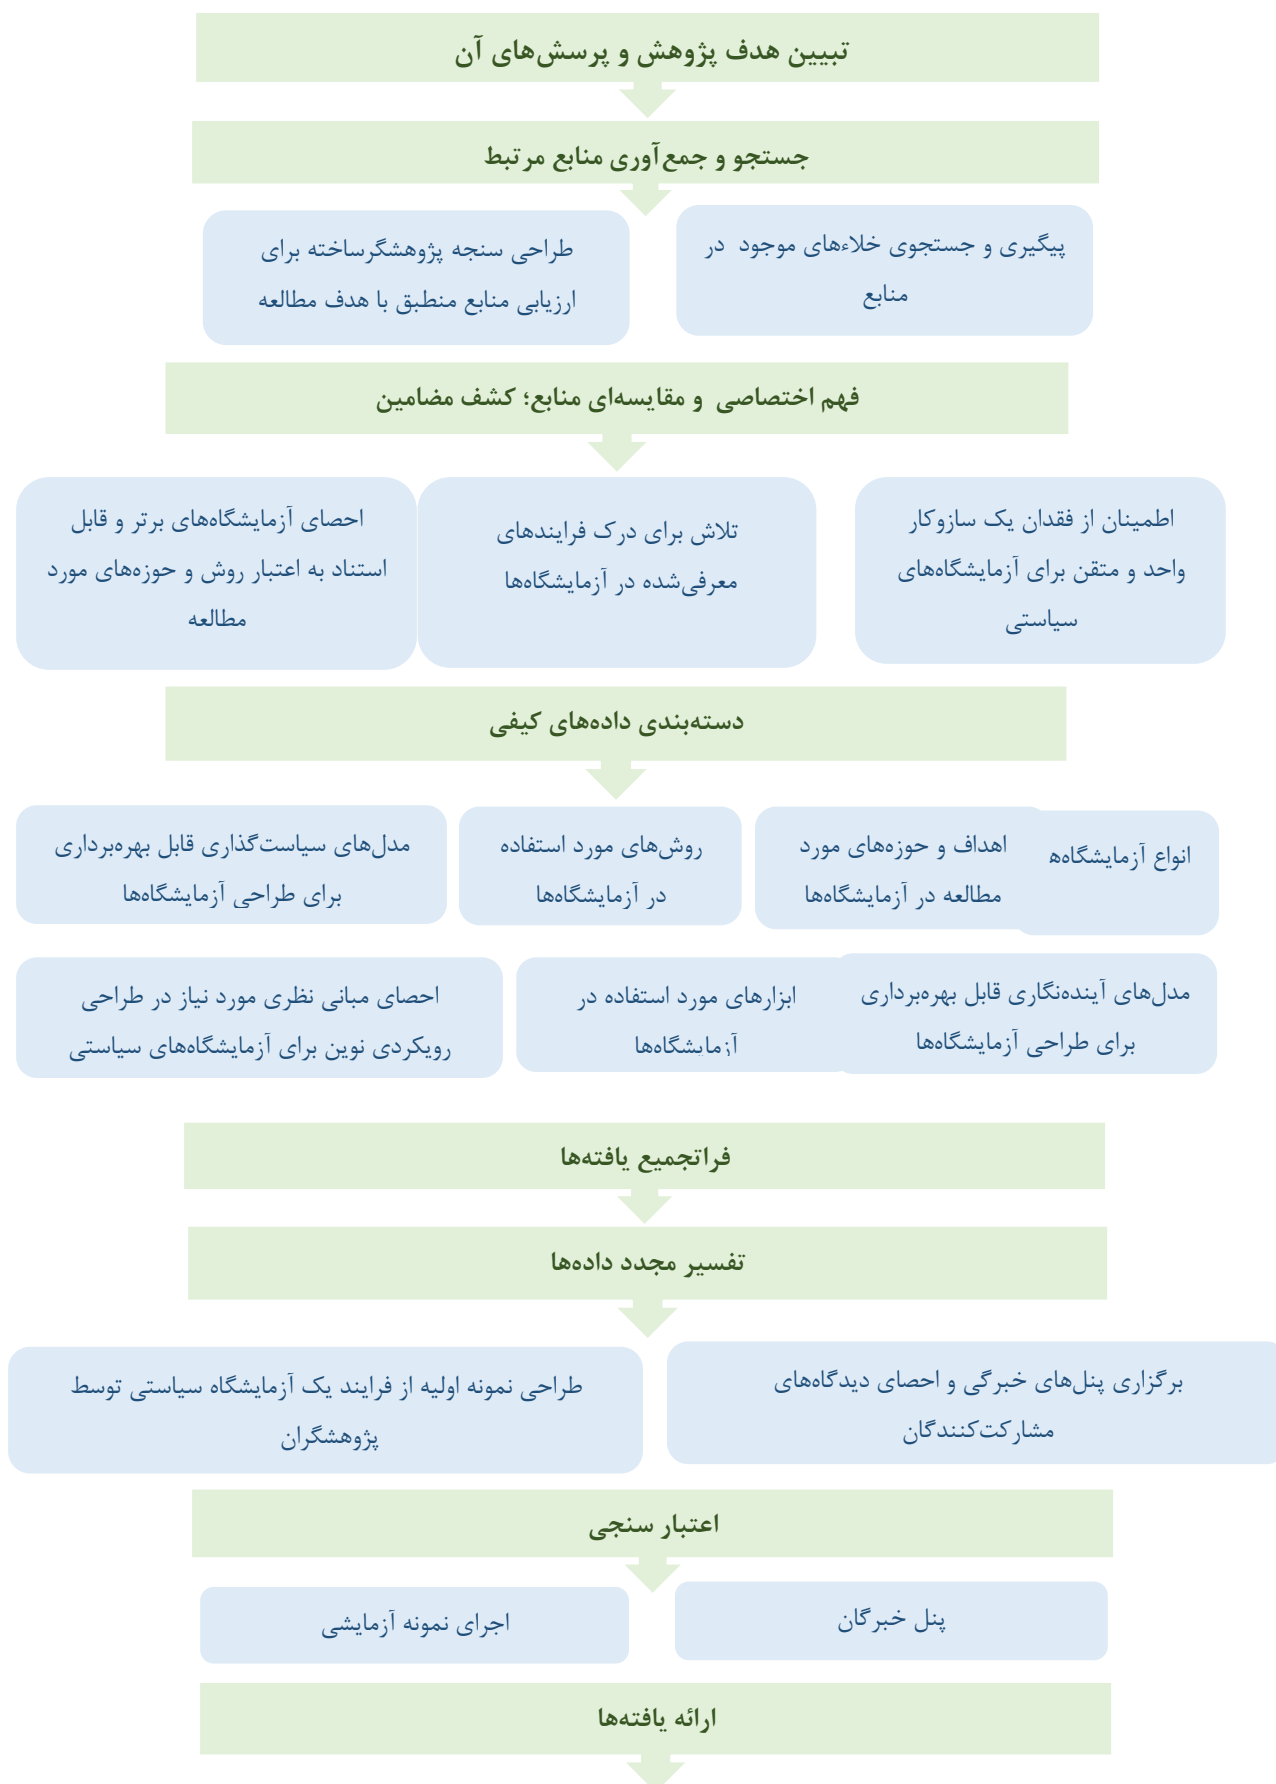 تبیین هدف پژوهش و پرسش‌های آن
جستجو و جمع‌آوری منابع مرتبط
پیگیری و جستجوی خلاءهای موجود در
منابع
طراحی سنجه پژوهشگرساخته برای
ارزیابی منابع منطبق با هدف مطالعه
فهم اختصاصی و مقایسه‌ای منابع؛ کشف مضامین
اطمینان از فقدان یک سازوکار
واحد و متقن برای آزمایشگاه‌های
سیاستی
تلاش برای درک فرایندهای
معرفی‌شده در آزمایشگاه‌ها
احصای آزمایشگاه‌های برتر و قابل
استناد به اعتبار روش و حوزه‌های مورد
مطالعه
دسته‌بندی داده‌های کیفی
انواع آزمایشگاه‌ه
اهداف و حوزه‌های مورد
مطالعه در آزمایشگاه‌ها
روش‌های مورد استفاده
در آزمایشگاه‌ها
مدل‌های سیاست‌گذاری قابل بهره‌برداری
برای طراحی آزمایشگاه‌ها
مدل‌های آینده‌نگاری قابل بهره‌برداری
برای طراحی آزمایشگاه‌ها
ابزارهای مورد استفاده در
آزمایشگاه‌ها
احصای مبانی نظری مورد نیاز در طراحی
رویکردی نوین برای آزمایشگاه‌های سیاستی
فراتجمیع یافته‌ها
تفسیر مجدد داده‌ها
برگزاری پنل‌های خبرگی و احصای دیدگاه‌های
مشارکت‌کنندگان
طراحی نمونه اولیه از فرایند یک آزمایشگاه سیاستی توسط
پژوهشگران
اعتبار سنجی
پنل خبرگان
اجرای نمونه آزمایشی
ارائه یافته‌ها